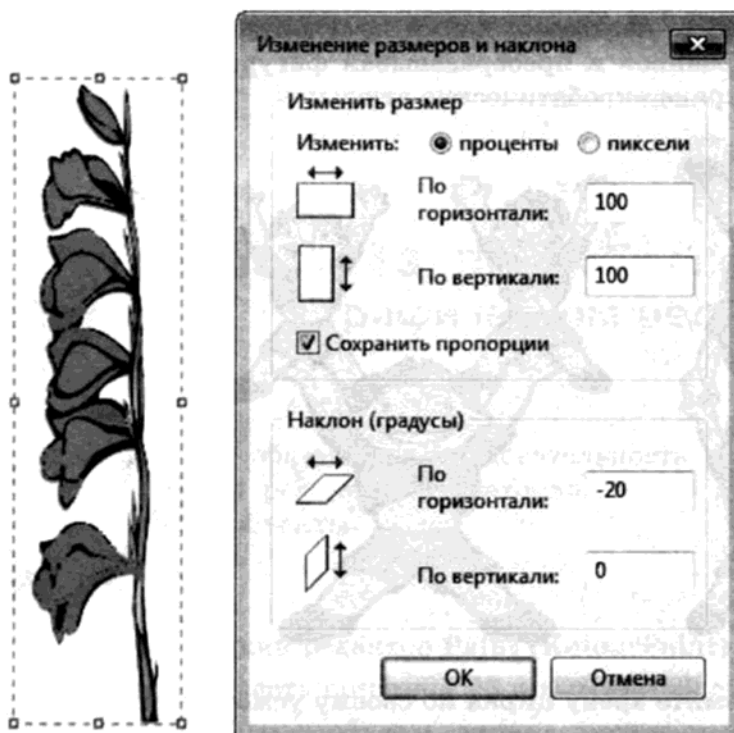 Изменение размеров и наклона
Изменить размер
Изменить: проценты пиксели
По горизонтали: 100
По вертикали: 100
Сохранить пропорции
Наклон (градусы)
По горизонтали: -20
По вертикали: 0
ОК Отмена